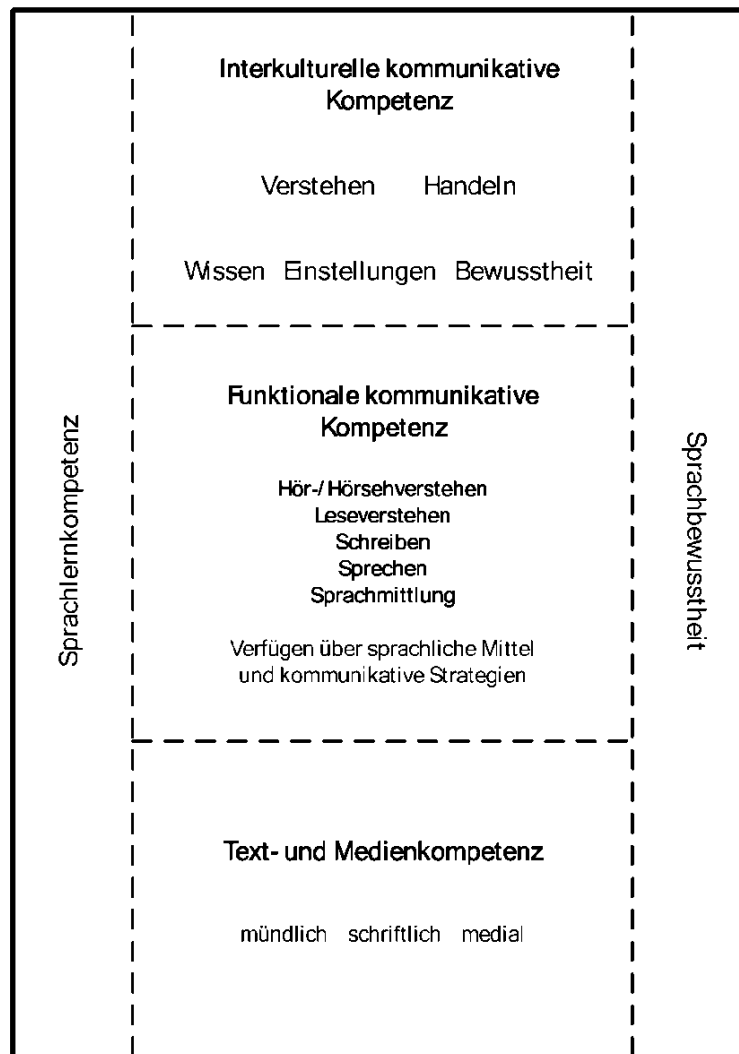 Interkulturelle kommunikative
Kompetenz
Verstehen Handeln
Wissen Einstellungen Bewusstheit
Sprachlernkompetenz
Funktionale kommunikative
Kompetenz
Hör-/ Hörsehverstehen
Leseverstehen
Schreiben
Sprechen
Sprachmittlung
Verfügen über sprachliche Mittel
und kommunikative Strategien
Sprachbewusstheit
Text- und Medienkompetenz
mündlich schriftlich medial